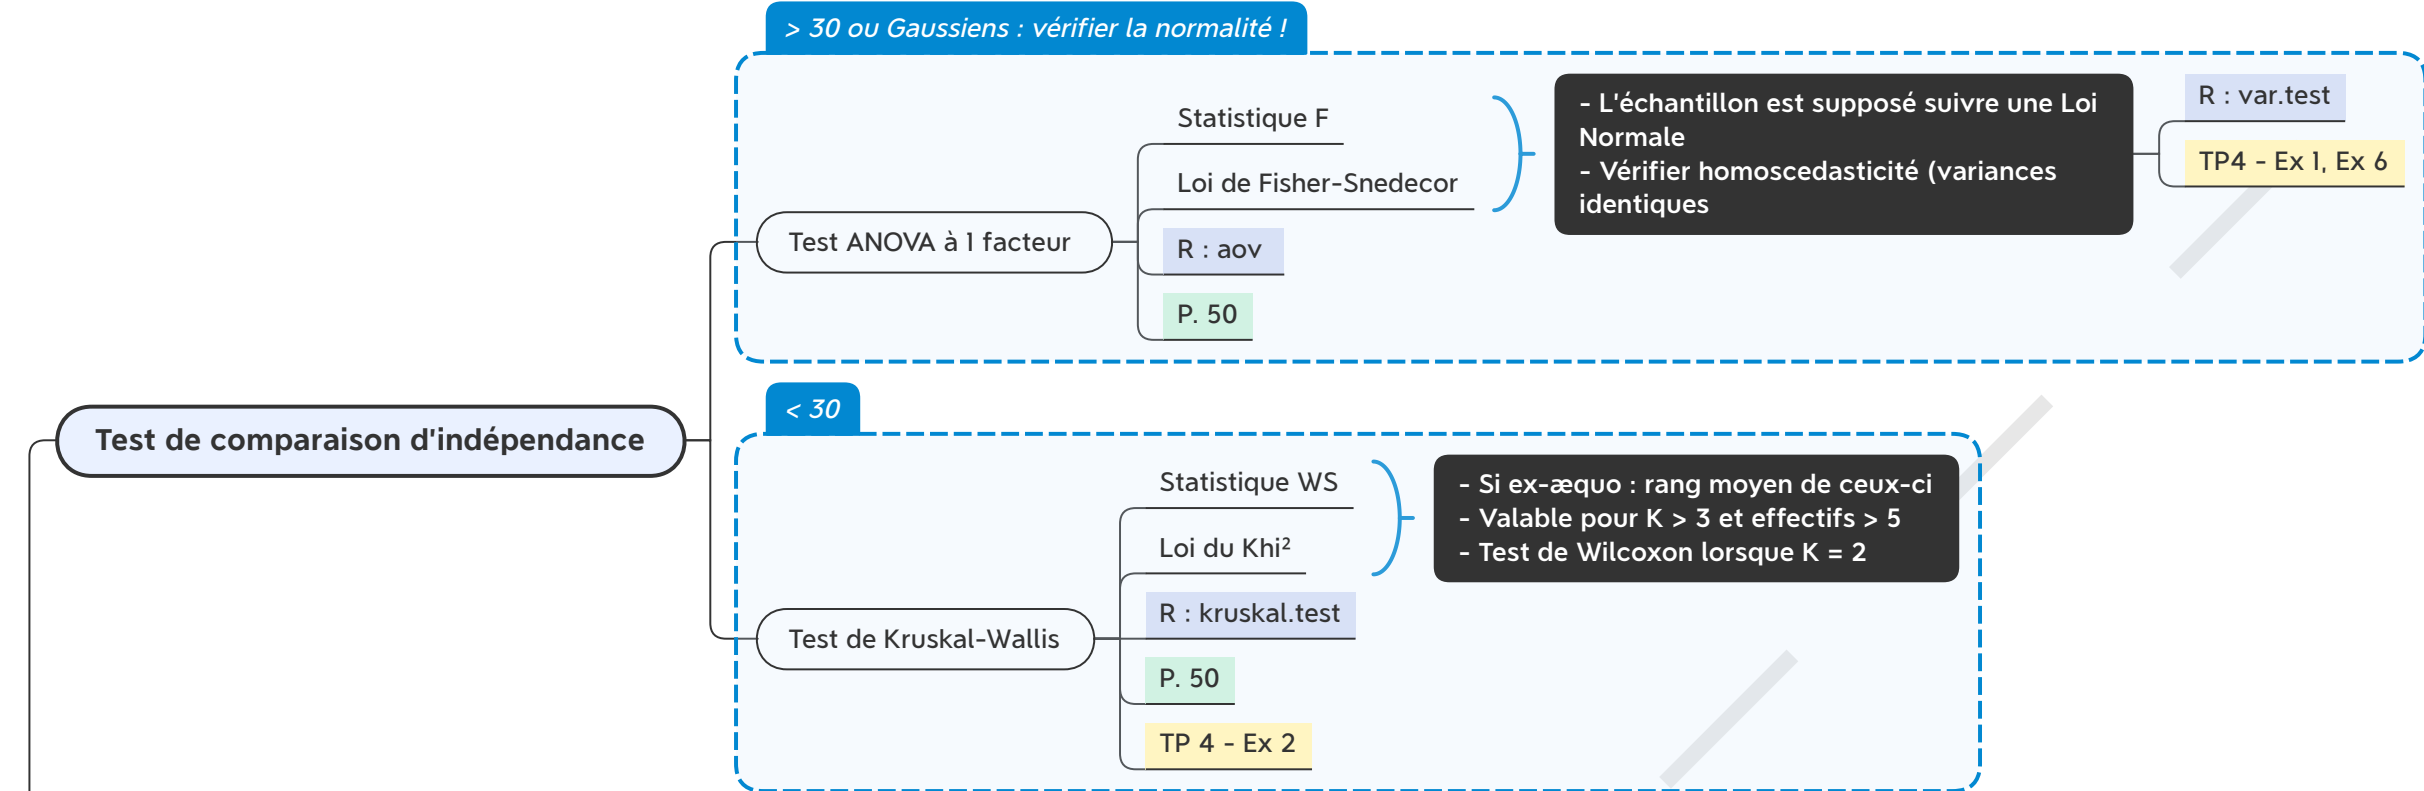 > 30 ou Gaussiens : vérifier la normalité !
Statistique F
Loi de Fisher-Snedecor
- L'échantillon est supposé suivre une Loi
Normale
- Vérifier homoscedasticité (variances
identiques
R : var.test
TP4 - Ex 1, Ex 6
Test ANOVA à 1 facteur
R : aov
P. 50
Test de comparaison d'indépendance
< 30
Statistique WS
Loi du Khi²
- Si ex-æquo : rang moyen de ceux-ci
- Valable pour K > 3 et effectifs > 5
- Test de Wilcoxon lorsque K = 2
Test de Kruskal-Wallis
R : kruskal.test
P. 50
TP 4 - Ex 2